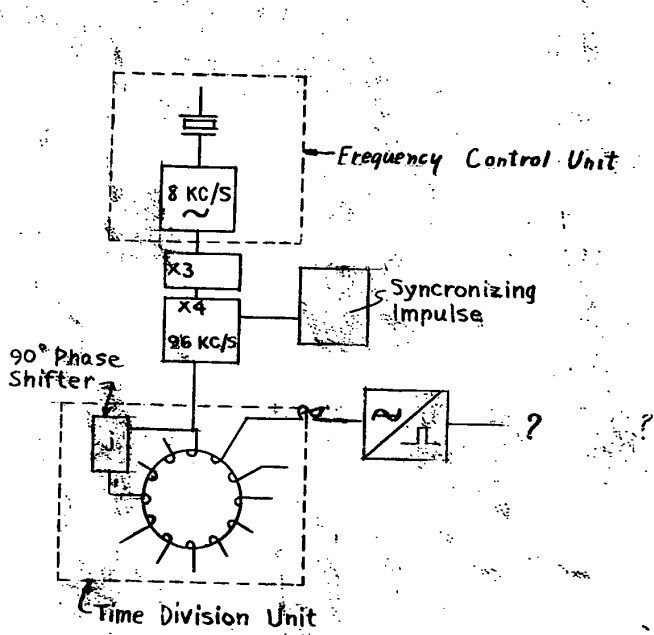 Frequency Control Unit
8 KC/S
~
X3
X4
96 KC/S
Syncronizing
Impulse
90° Phase
Shifter
J
~
?
?
Time Division Unit